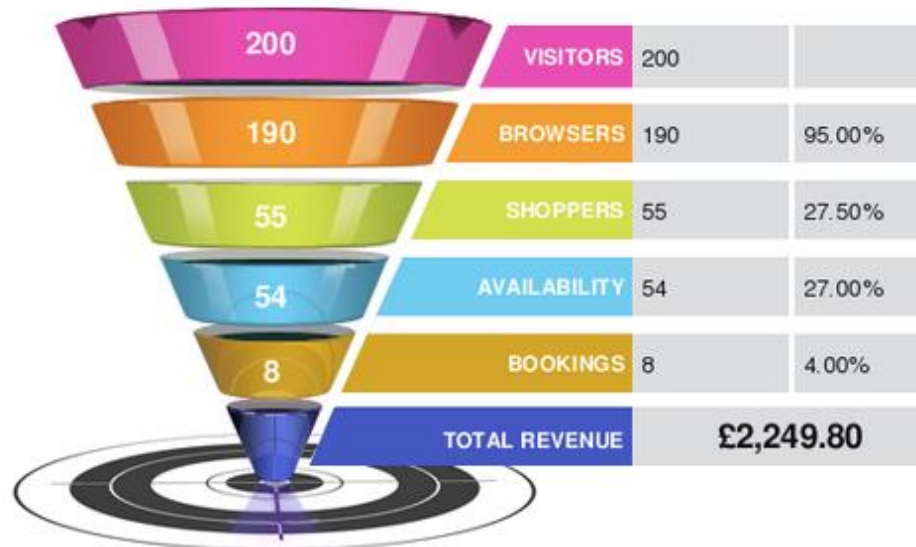 200 VISITORS 200
190 BROWSERS 190 95.00%
55 SHOPPERS 55 27.50%
54 AVAILABILITY 54 27.00%
8 BOOKINGS 8 4.00%
TOTAL REVENUE £2,249.80